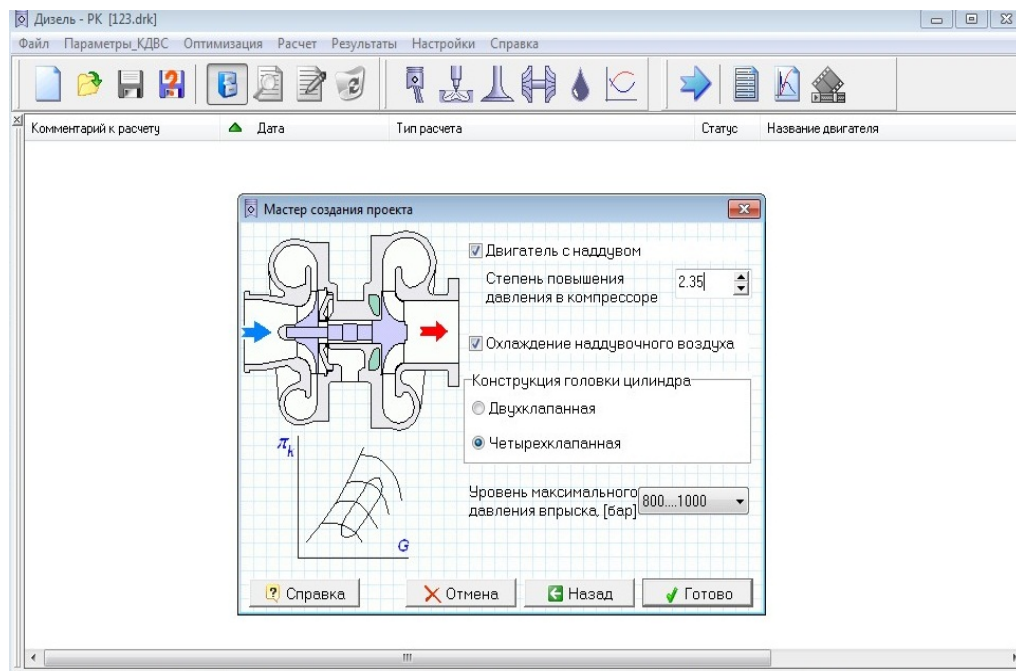 Дизель - РК [123.drk]
Файл Параметры_КДВС Оптимизация Расчет Результаты Настройки Справка
Комментарий к расчету Дата Тип расчета Статус Название двигателя
Мастер создания проекта
Двигатель с наддувом
Степень повышения
давления в компрессоре
2.35
Охлаждение наддувочного воздуха
Конструкция головки цилиндра
Двухклапанная
Четырехклапанная
πk
G
Уровень максимального
давления впрыска, [бар]
800....1000
Справка Отмена Назад Готово